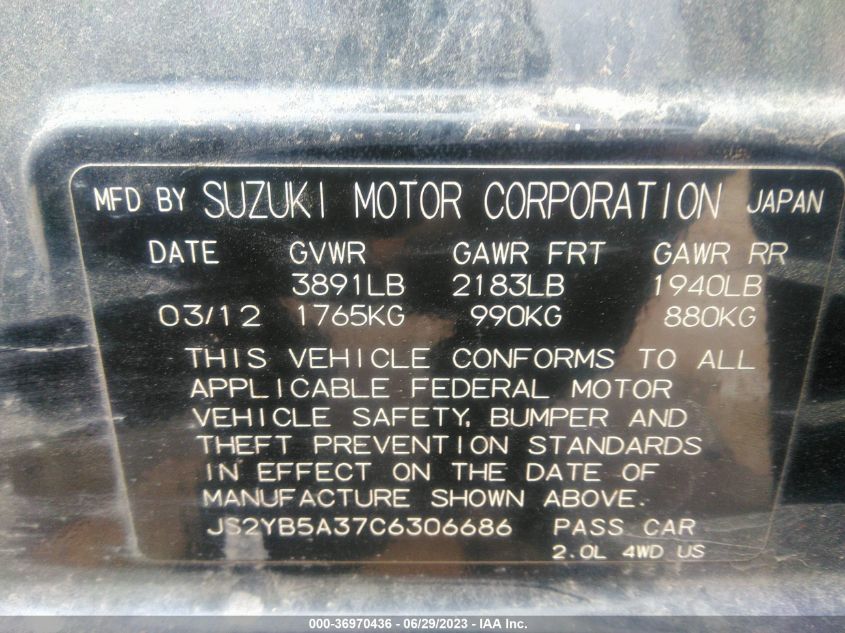 MFD BY SUZUKI MOTOR CORPORATION JAPAN
DATE GVWR GAWR FRT GAWR RR
3891LB 2183LB 1940LB
03/12 1765KG 990KG 880KG
THIS VEHICLE CONFORMS TO ALL
APPLICABLE FEDERAL MOTOR
VEHICLE SAFETY, BUMPER AND
THEFT PREVENTION STANDARDS
IN EFFECT ON THE DATE OF
MANUFACTURE SHOWN ABOVE.
JS2YB5A37C6306686 PASS CAR
2.0L 4WD US
000-36970436 - 06/29/2023 - IAA Inc.